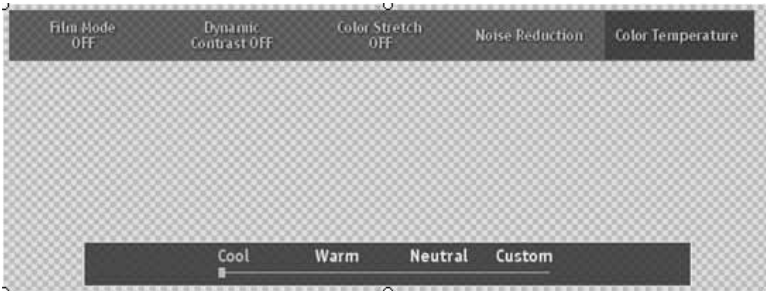 Film Mode
OFF
Dynamic
Contrast OFF
Color Stretch
OFF
Noise Reduction
Color Temperature
Cool Warm Neutral Custom